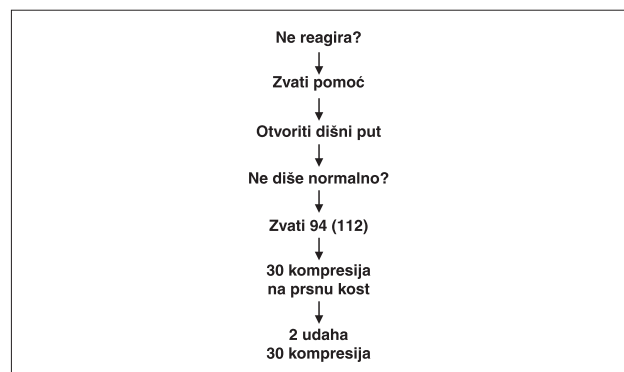 Ne reagira?
Zvati pomoć
Otvoriti dišni put
Ne diše normalno?
Zvati 94 (112)
30 kompresija
na prsnu kost
2 udaha
30 kompresija